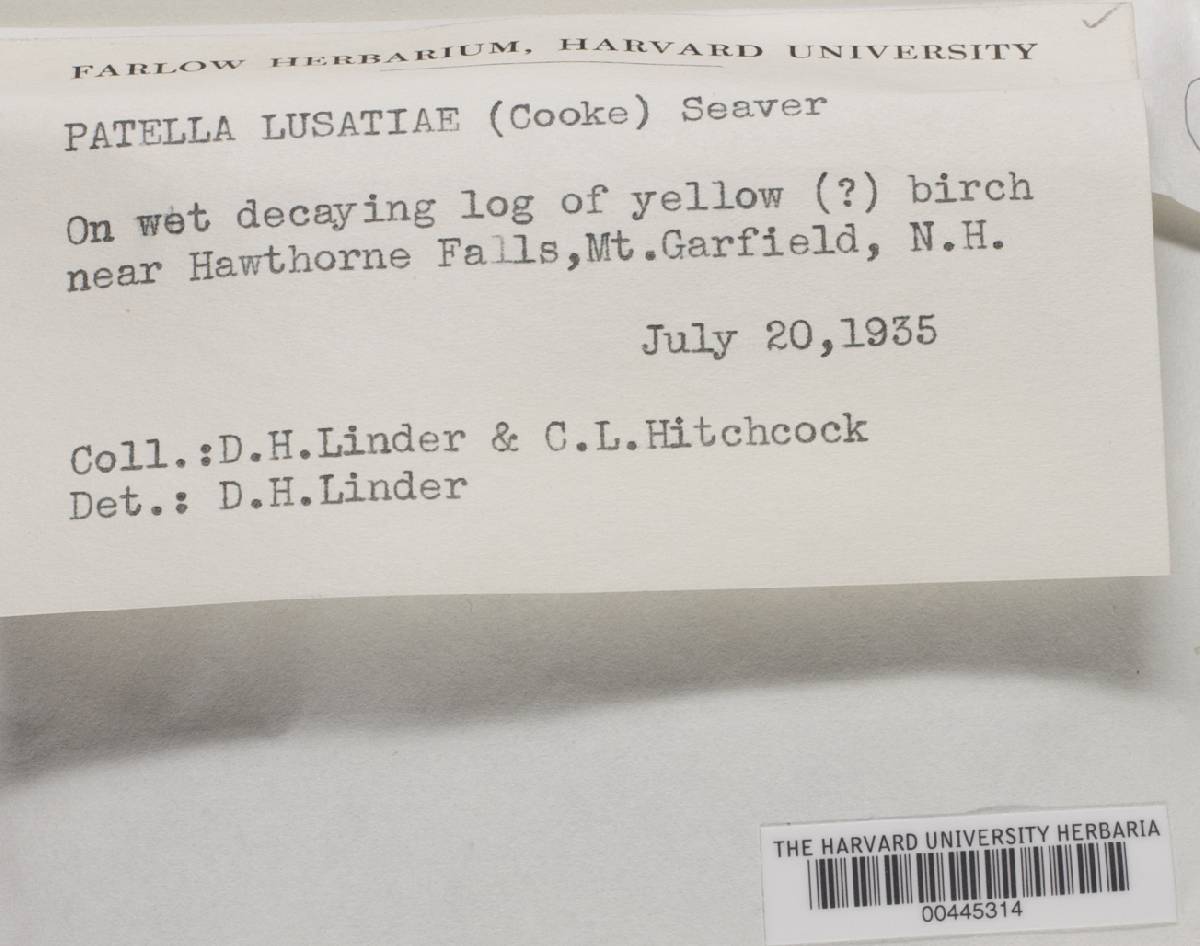 FARLOW HERBARIUM, HARVARD UNIVERSITY
PATELLA LUSATIAE (Cooke) Seaver
On wet decaying log of yellow (?) birch
near Hawthorne Falls,Mt.Garfield, N.H.
July 20,1935
Coll.:D.H.Linder & C.L.Hitchcock
Det.: D.H.Linder
THE HARVARD UNIVERSITY HERBARIA
00445314